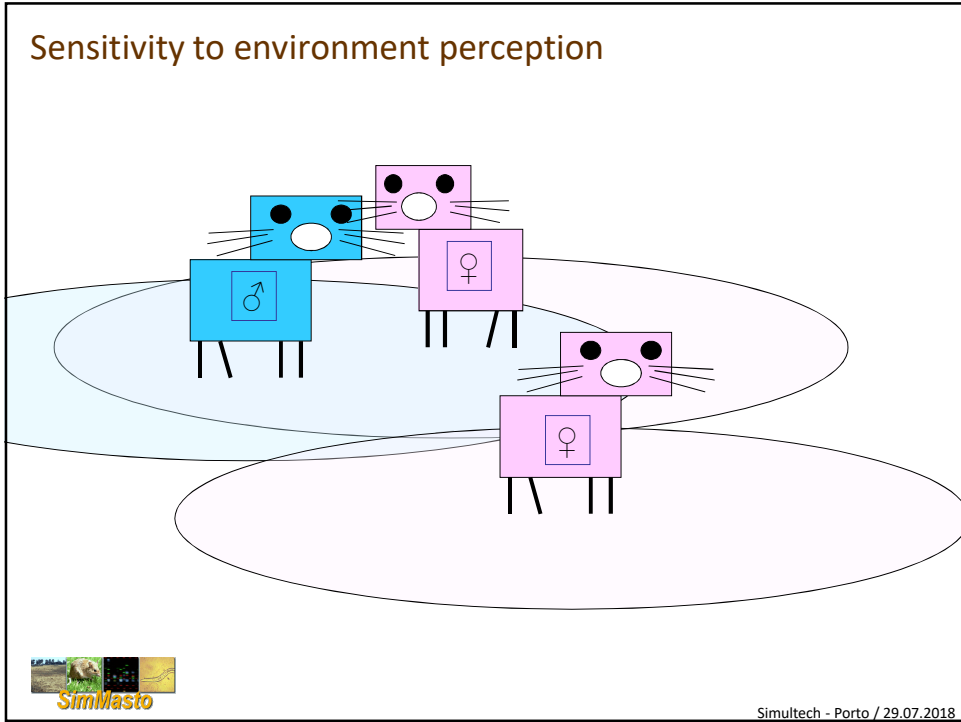 Sensitivity to environment perception
♀
♂
♀
SimMasto
Simultech - Porto / 29.07.2018